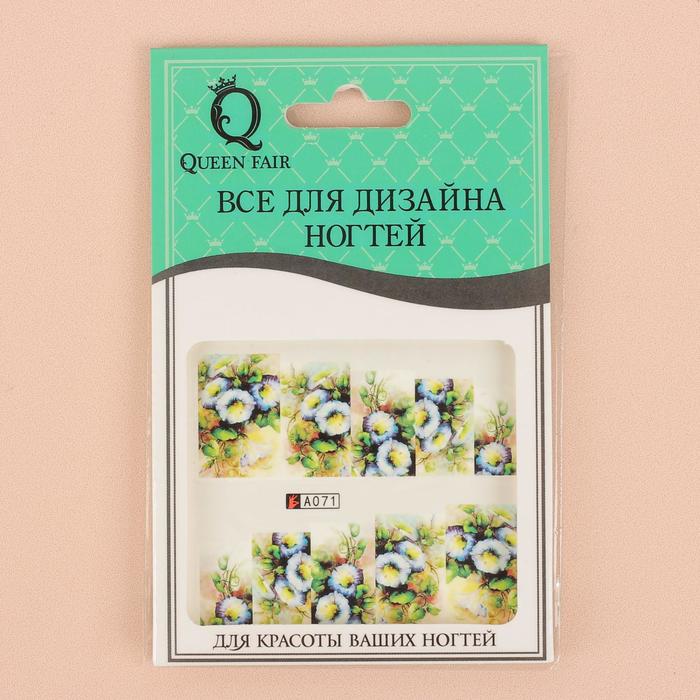 Q
QUEEN FAIR
ВСЕ ДЛЯ ДИЗАЙНА
НОГТЕЙ
A071
ДЛЯ КРАСОТЫ ВАШИХ НОГТЕЙ